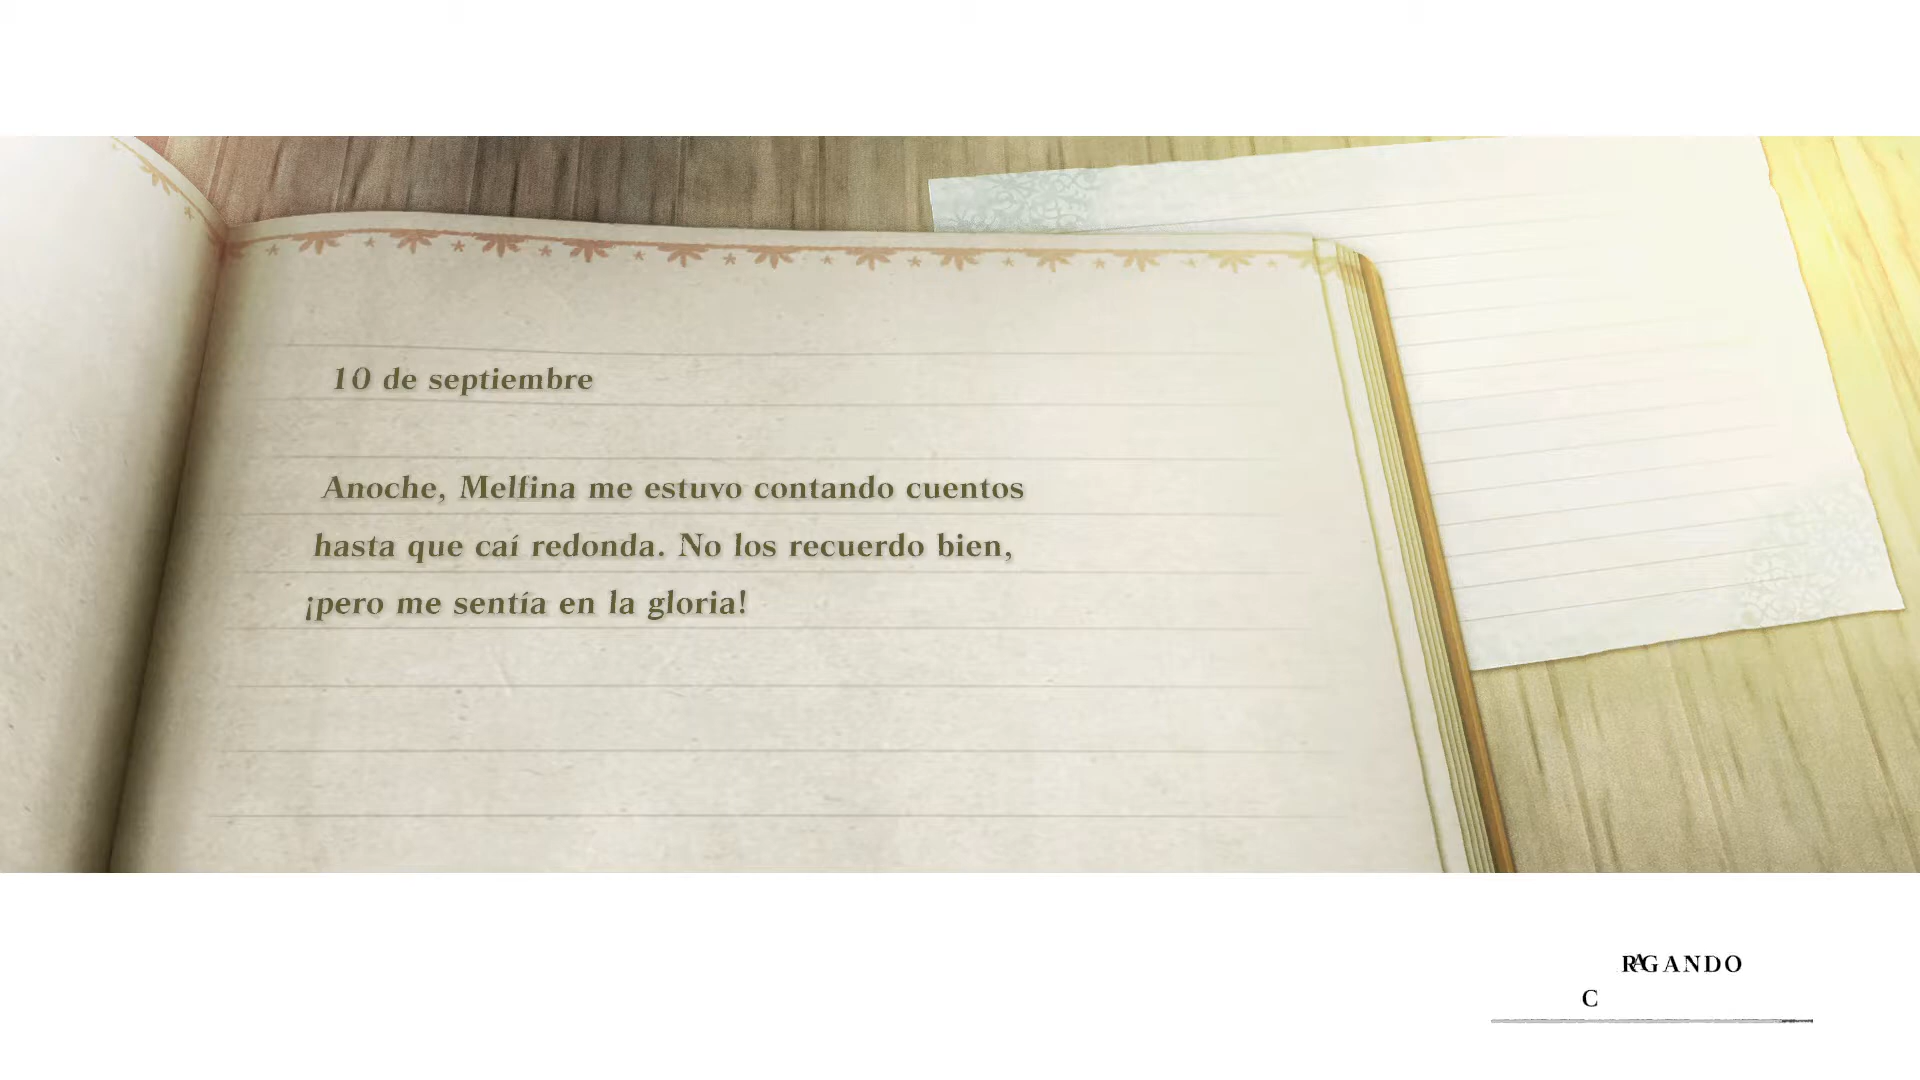 10 de septiembre
Anoche, Melfina me estuvo contando cuentos
hasta que caí redonda. No los recuerdo bien,
¡pero me sentía en la gloria!
CARGANDO